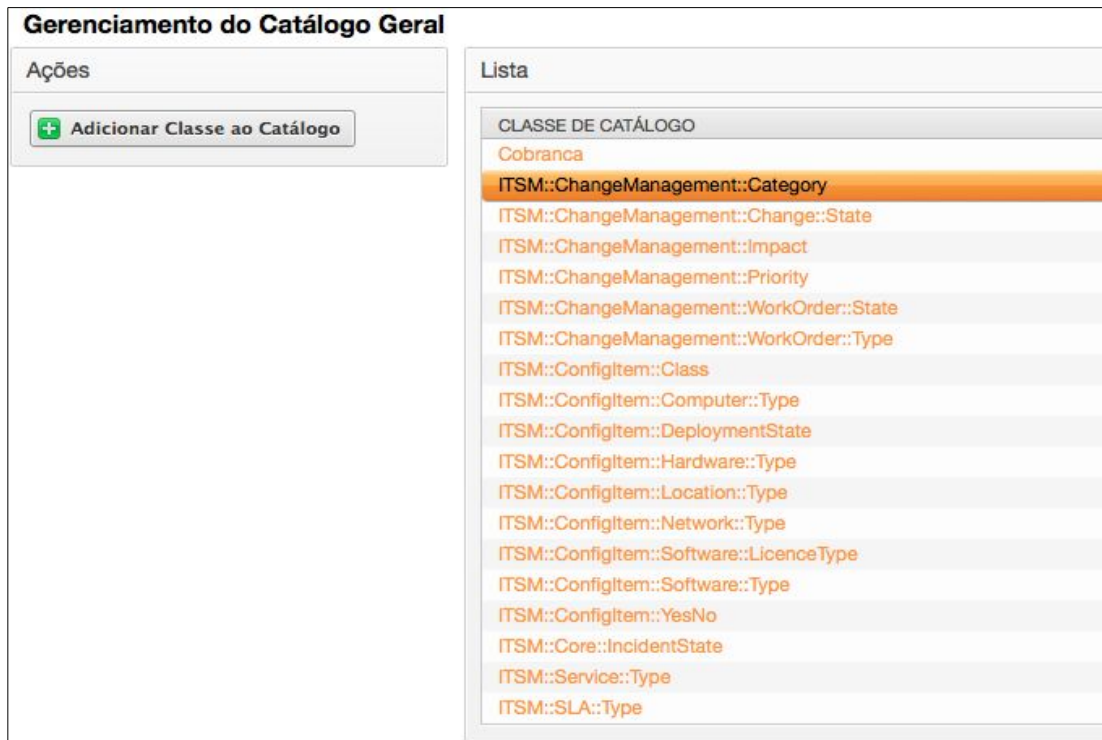 Gerenciamento do Catálogo Geral
Ações
Adicionar Classe ao Catálogo
Lista
CLASSE DE CATÁLOGO
Cobranca
ITSM::ChangeManagement::Category
ITSM::ChangeManagement::Change::State
ITSM::ChangeManagement::Impact
ITSM::ChangeManagement::Priority
ITSM::ChangeManagement::WorkOrder::State
ITSM::ChangeManagement::WorkOrder::Type
ITSM::ConfigItem::Class
ITSM::ConfigItem::Computer::Type
ITSM::ConfigItem::DeploymentState
ITSM::ConfigItem::Hardware::Type
ITSM::ConfigItem::Location::Type
ITSM::ConfigItem::Network::Type
ITSM::ConfigItem::Software::LicenceType
ITSM::ConfigItem::Software::Type
ITSM::ConfigItem::YesNo
ITSM::Core::IncidentState
ITSM::Service::Type
ITSM::SLA::Type